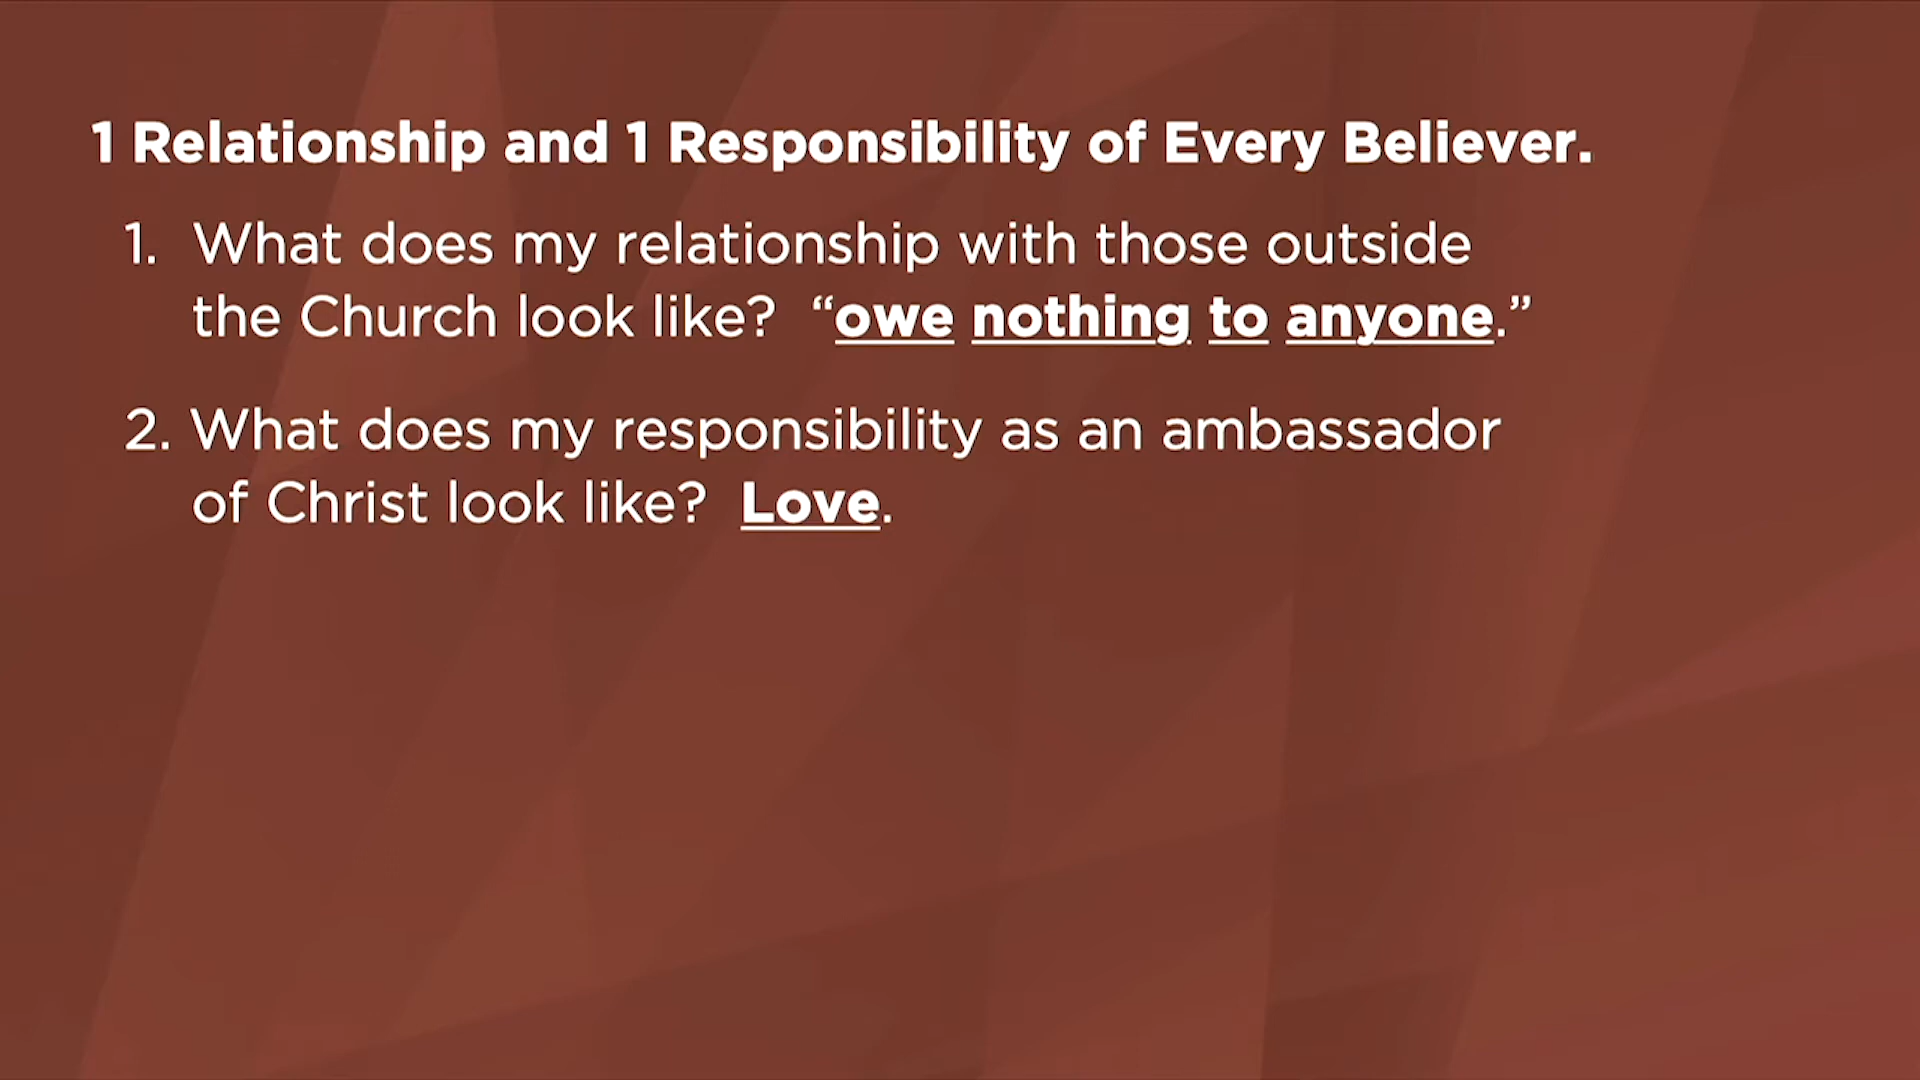 1 Relationship and 1 Responsibility of Every Believer.
1. What does my relationship with those outside
the Church look like? “owe nothing to anyone.”
2. What does my responsibility as an ambassador
of Christ look like? Love.